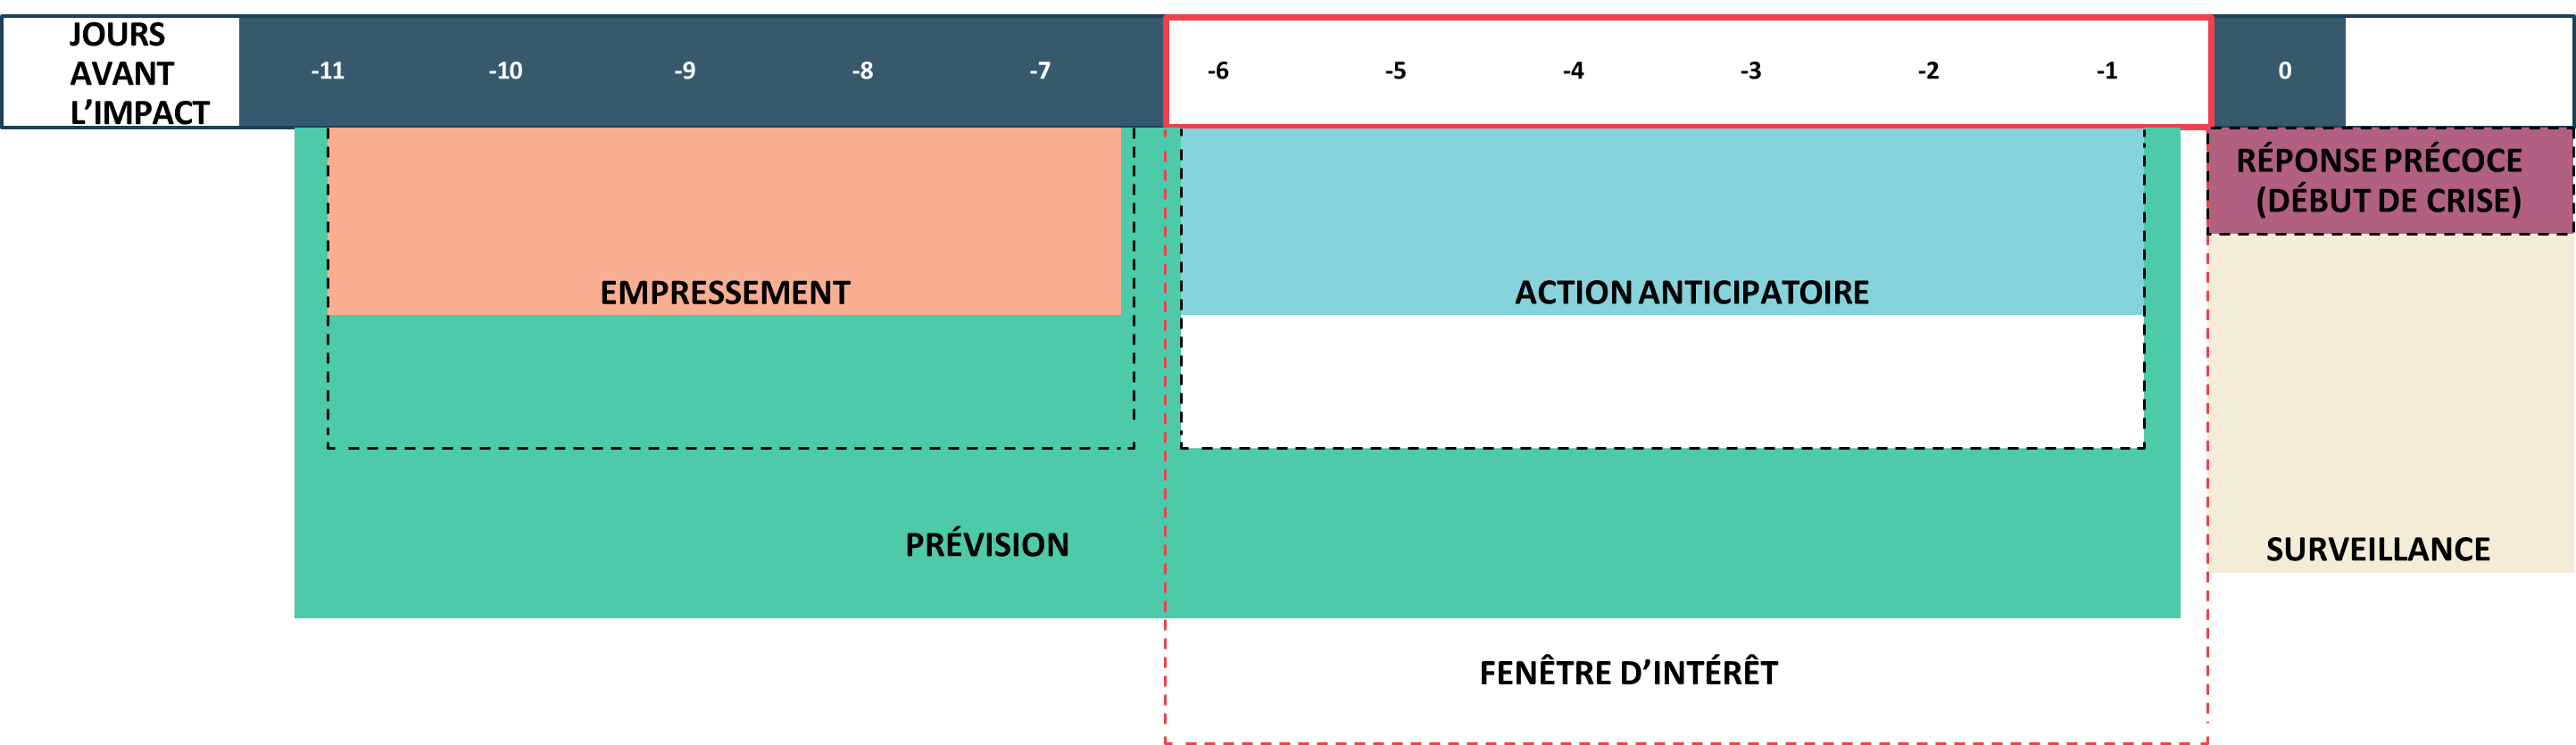 JOURS
AVANT
L’IMPACT
-11 -10 -9 -8 -7 -6 -5 -4 -3 -2 -1 0
RÉPONSE PRÉCOCE
(DÉBUT DE CRISE)
EMPRESSEMENT
ACTION ANTICIPATOIRE
PRÉVISION
SURVEILLANCE
FENÊTRE D’INTÉRÊT